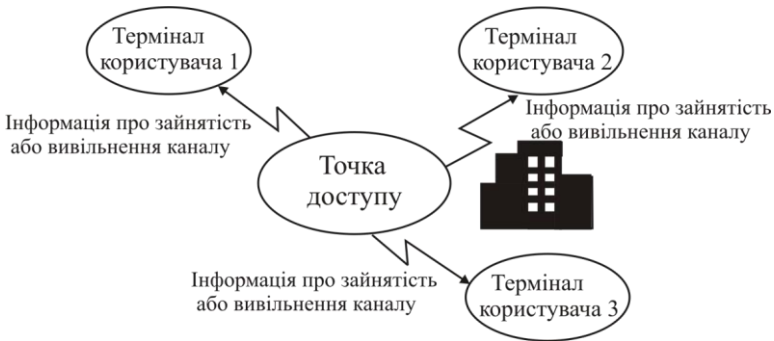 Термінал
користувача 1
Термінал
користувача 2
Інформація про зайнятість
або вивільнення каналу
Інформація про зайнятість
або вивільнення каналу
Точка
доступу
Інформація про зайнятість
або вивільнення каналу
Термінал
користувача 3